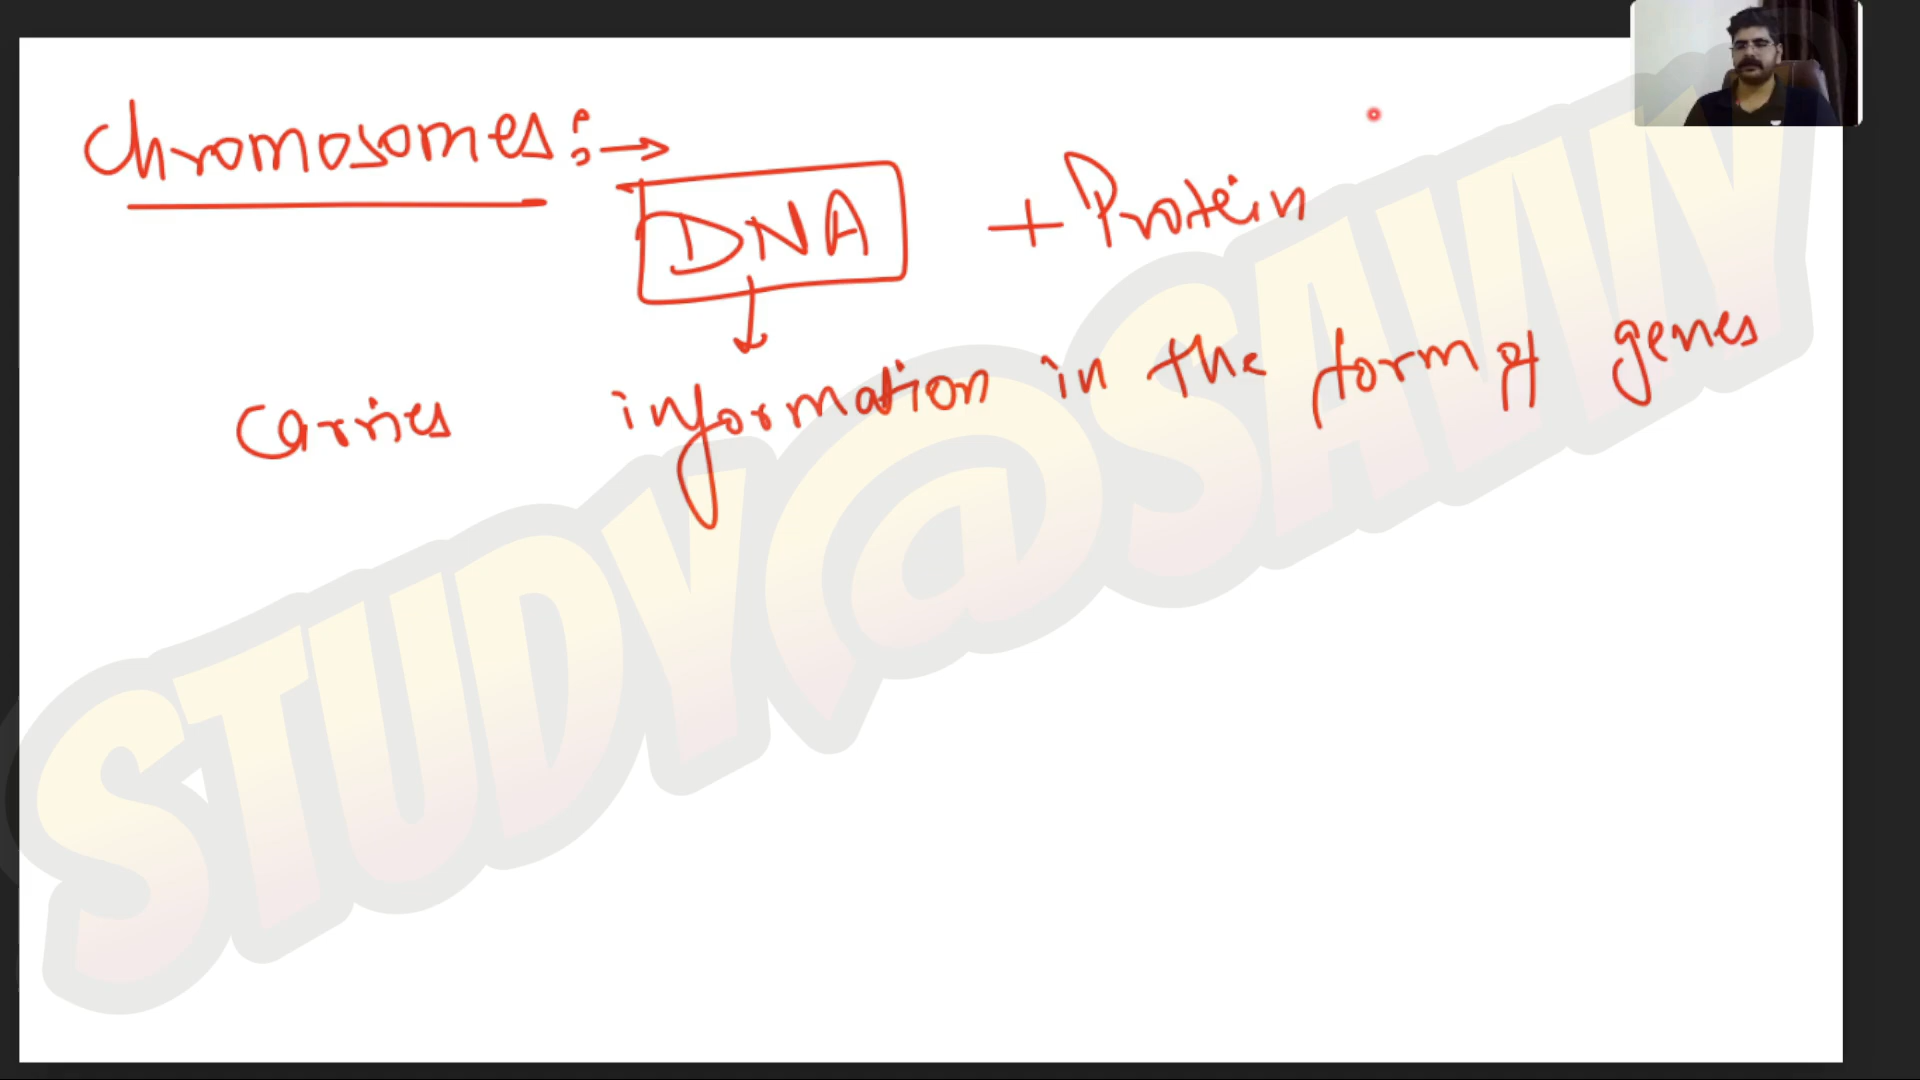 Chromosomes :→
DNA + Protein
↓
Carries information in the form of genes
STUDY@SAVVY